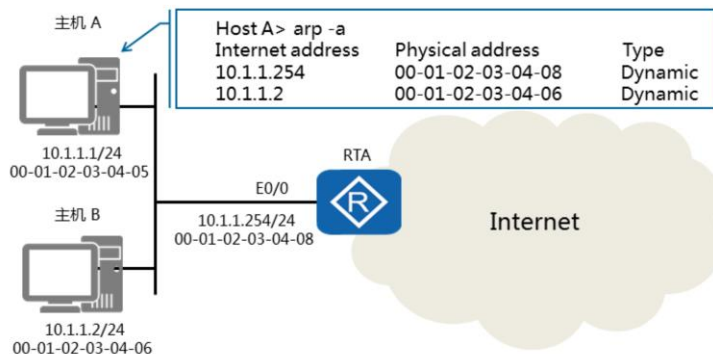 主机 A
Host A> arp -a
Internet address Physical address Type
10.1.1.254 00-01-02-03-04-08 Dynamic
10.1.1.2 00-01-02-03-04-06 Dynamic
10.1.1.1/24
00-01-02-03-04-05
RTA
E0/0
R
主机 B
10.1.1.254/24
00-01-02-03-04-08
Internet
10.1.1.2/24
00-01-02-03-04-06